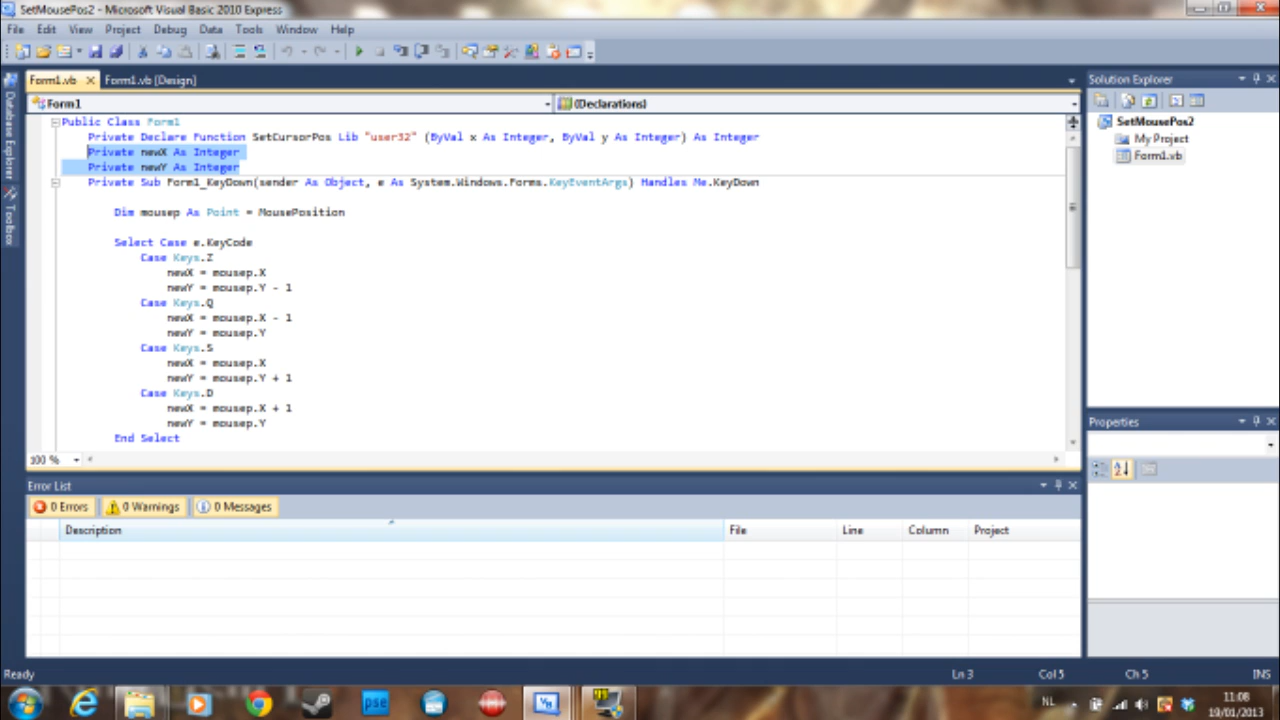 SetMousePos2 - Microsoft Visual Basic 2010 Express
File Edit View Project Debug Data Tools Window Help
Form1.vb Form1.vb [Design]
Form1 (Declarations)
Public Class Form1
Private Declare Function SetCursorPos Lib "user32" (ByVal x As Integer, ByVal y As Integer) As Integer
Private newX As Integer
Private newY As Integer
Private Sub Form1_KeyDown(sender As Object, e As System.Windows.Forms.KeyEventArgs) Handles Me.KeyDown
Dim mousep As Point = MousePosition
Select Case e.KeyCode
Case Keys.Z
newX = mousep.X
newY = mousep.Y - 1
Case Keys.Q
newX = mousep.X - 1
newY = mousep.Y
Case Keys.S
newX = mousep.X
newY = mousep.Y + 1
Case Keys.D
newX = mousep.X + 1
newY = mousep.Y
End Select
100 %
Database Explorer
Toolbox
Solution Explorer
SetMousePos2
My Project
Form1.vb
Properties
Error List
0 Errors 0 Warnings 0 Messages
Description File Line Column Project
Ready Ln 3 Col 5 Ch 5 INS
pse
NL
11:08
19/01/2013